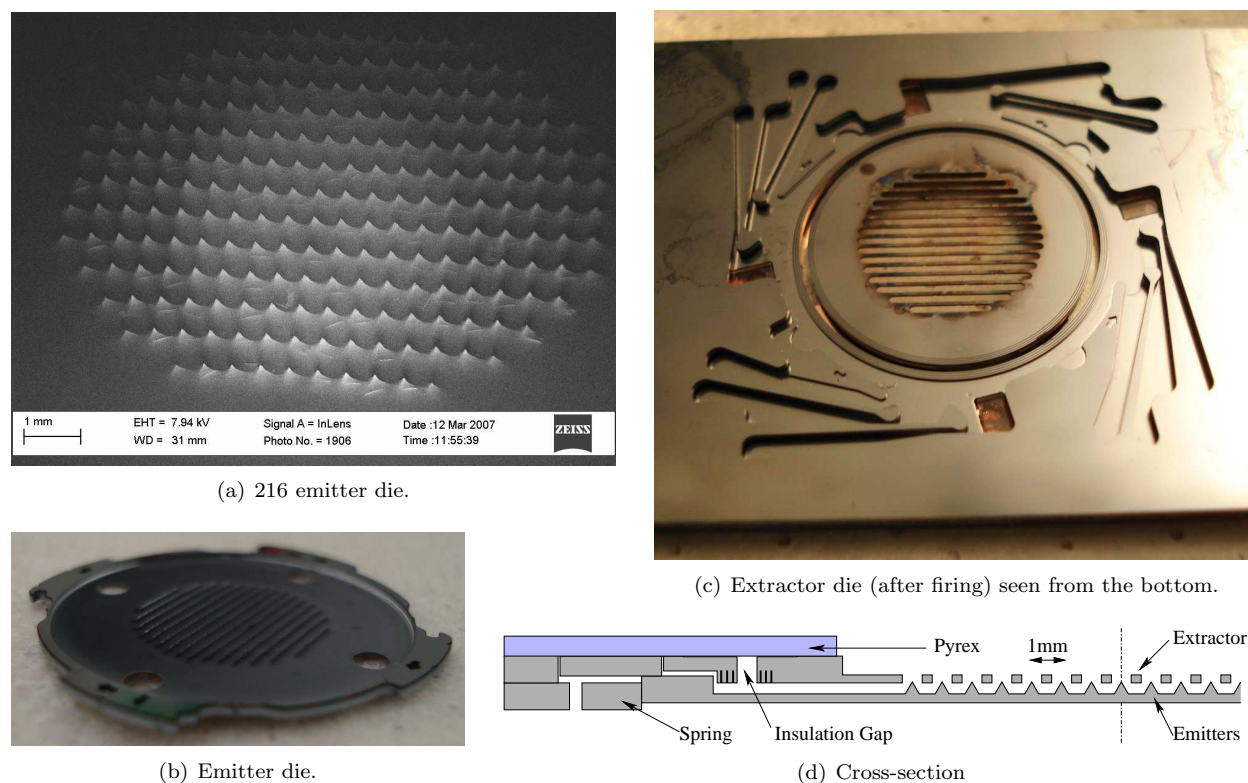 1 mm
EHT = 7.94 kV
Signal A = InLens
Date :12 Mar 2007
WD = 31 mm
Photo No. = 1906
Time :11:55:39
ZEISS
(a) 216 emitter die.
(b) Emitter die.
(c) Extractor die (after firing) seen from the bottom.
Pyrex
1mm
Extractor
Spring
Insulation Gap
Emitters
(d) Cross-section